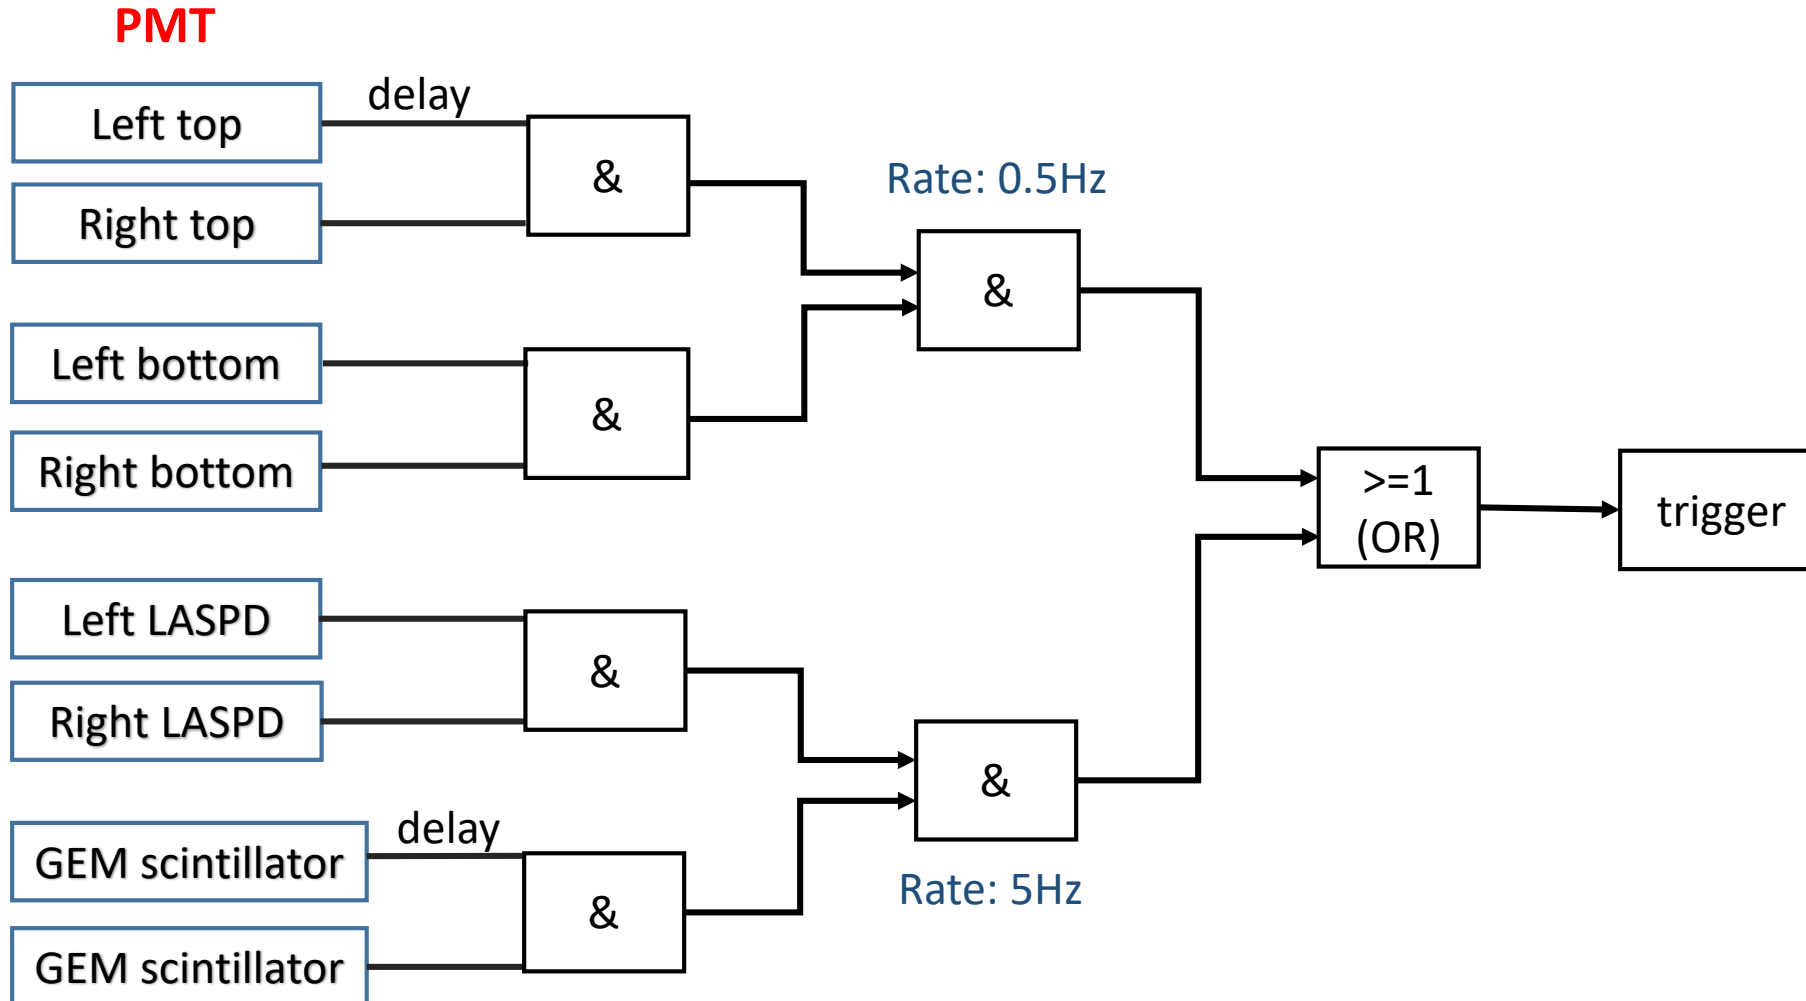 PMT
delay
Left top
&
Right top
Rate: 0.5Hz
&
Left bottom
&
Right bottom
>=1
(OR)
trigger
Left LASPD
&
Right LASPD
&
delay
GEM scintillator
Rate: 5Hz
&
GEM scintillator